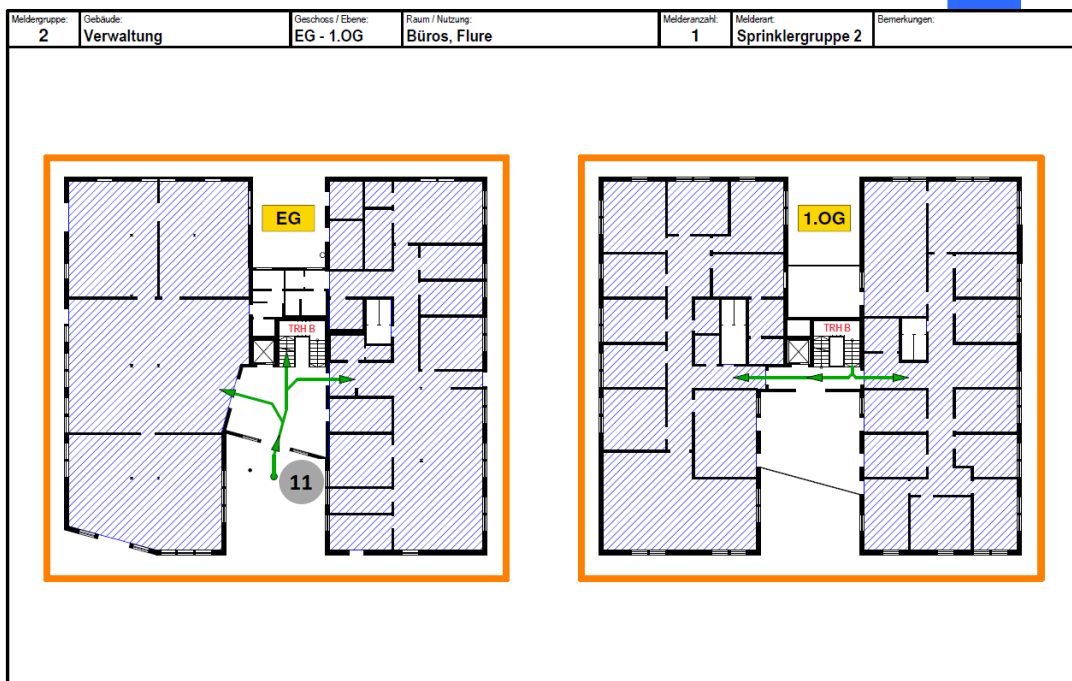 Meldergruppe: Gebäude: Geschoss / Ebene: Raum / Nutzung: Melderanzahl: Melderart: Bemerkungen:
2 Verwaltung EG - 1.OG Büros, Flure 1 Sprinklergruppe 2
EG 1.OG
TRH B TRH B
11